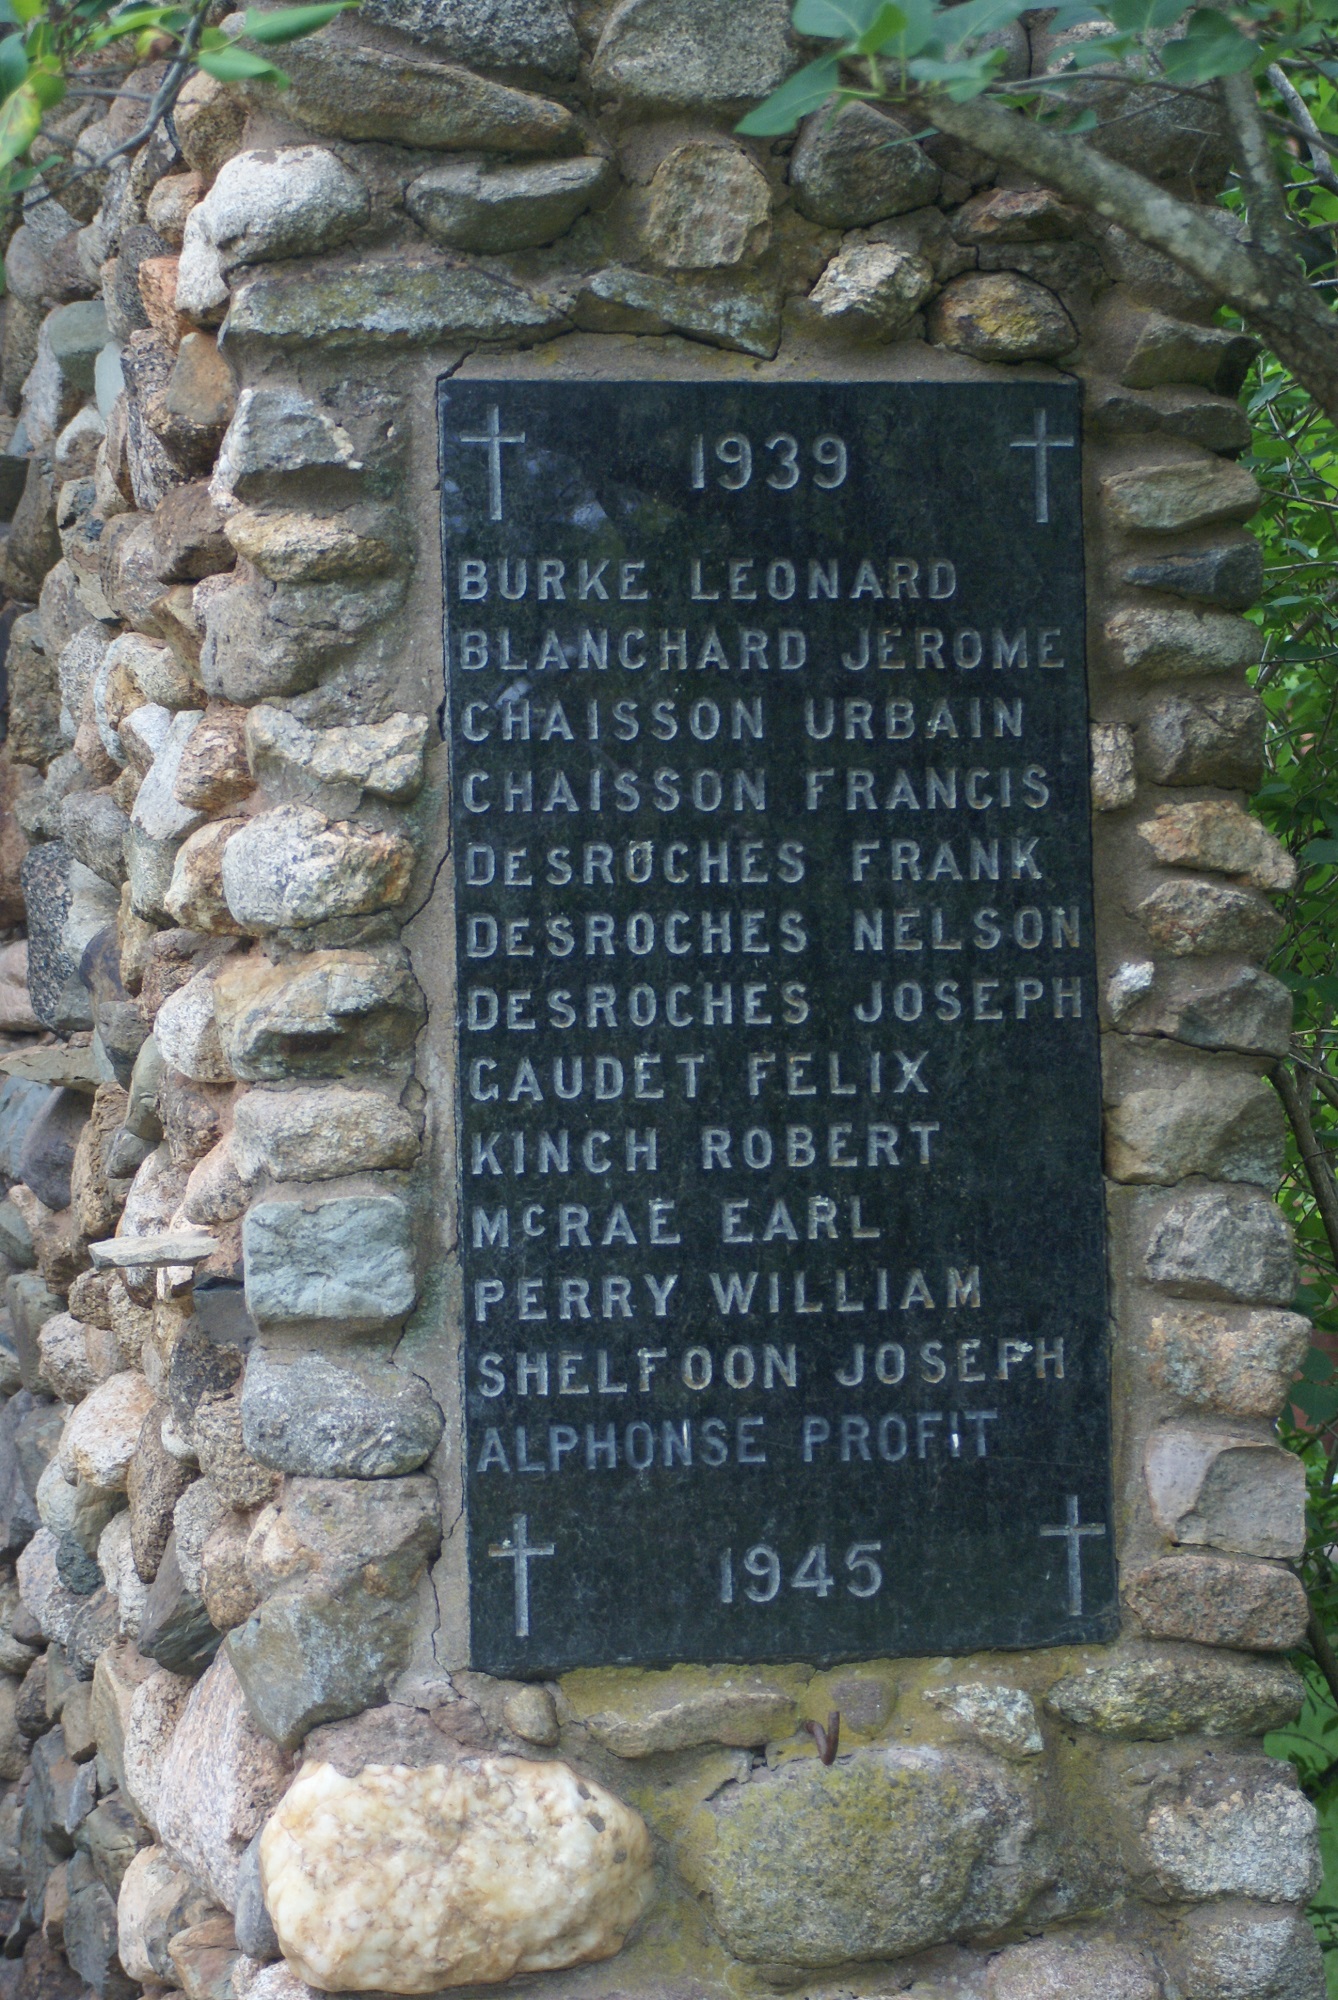 1939
BURKE LEONARD
BLANCHARD JEROME
CHAISSON URBAIN
CHAISSON FRANCIS
DESROCHES FRANK
DESROCHES NELSON
DESROCHES JOSEPH
GAUDET FELIX
KINCH ROBERT
McRAE EARL
PERRY WILLIAM
SHELFOON JOSEPH
ALPHONSE PROFIT
1945